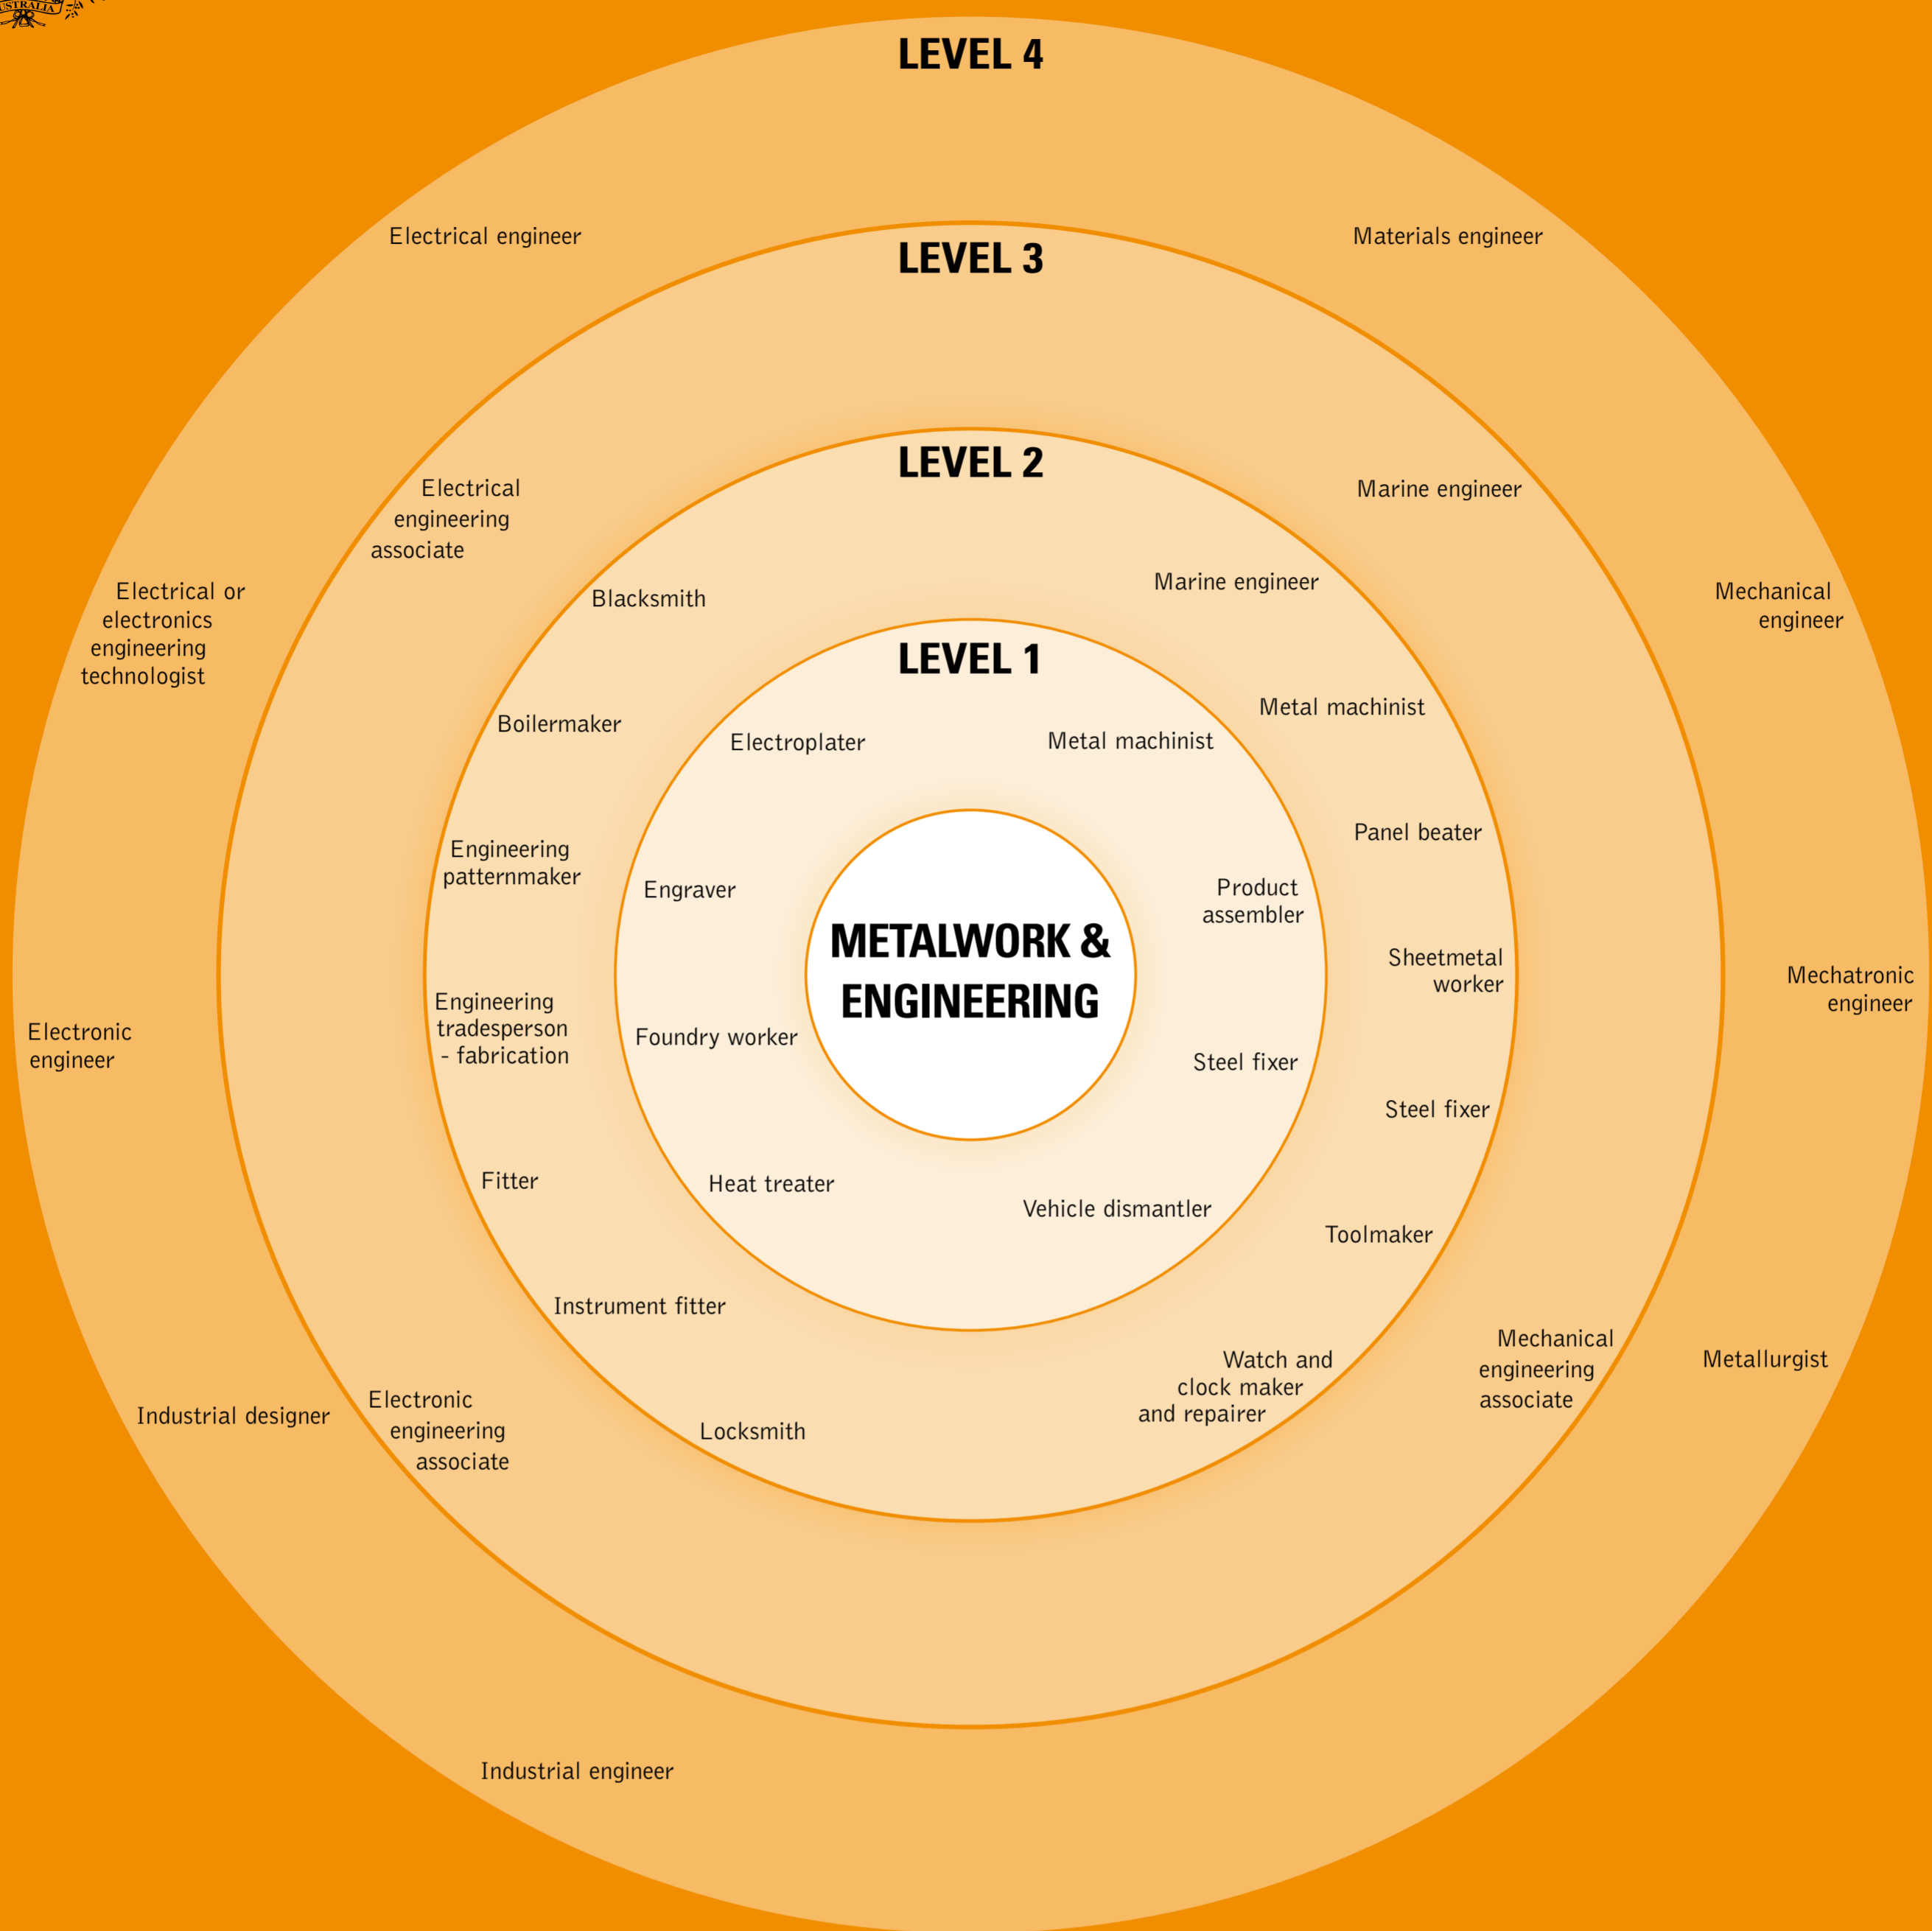 USTRALIA
LEVEL 4
Electrical engineer
Materials engineer
Electrical or
electronics
engineering
technologist
Mechanical
engineer
Electronic
engineer
Mechatronic
engineer
Industrial designer
Metallurgist
Industrial engineer
LEVEL 3
Electrical
engineering
associate
Marine engineer
Electronic
engineering
associate
Mechanical
engineering
associate
LEVEL 2
Blacksmith
Marine engineer
Boilermaker
Metal machinist
Engineering
patternmaker
Panel beater
Engineering
tradesperson
- fabrication
Sheetmetal
worker
Fitter
Steel fixer
Instrument fitter
Toolmaker
Locksmith
Watch and
clock maker
and repairer
LEVEL 1
Electroplater
Metal machinist
Engraver
Product
assembler
Foundry worker
Steel fixer
Heat treater
Vehicle dismantler
METALWORK &
ENGINEERING